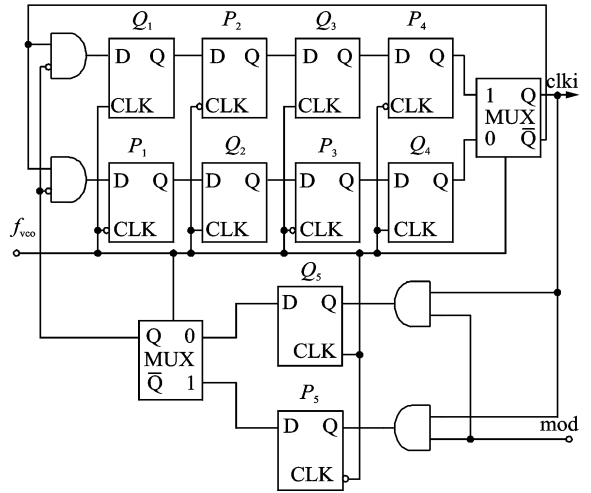 Q₁ P₂ Q₃ P₄
D Q D Q D Q D Q
CLK CLK CLK CLK
1 Q clki
MUX
0 Q̅
P₁ Q₂ P₃ Q₄
D Q D Q D Q D Q
CLK CLK CLK CLK
f_vco
Q₅
D Q
CLK
Q 0
MUX
Q̅ 1
P₅
D Q
CLK
mod